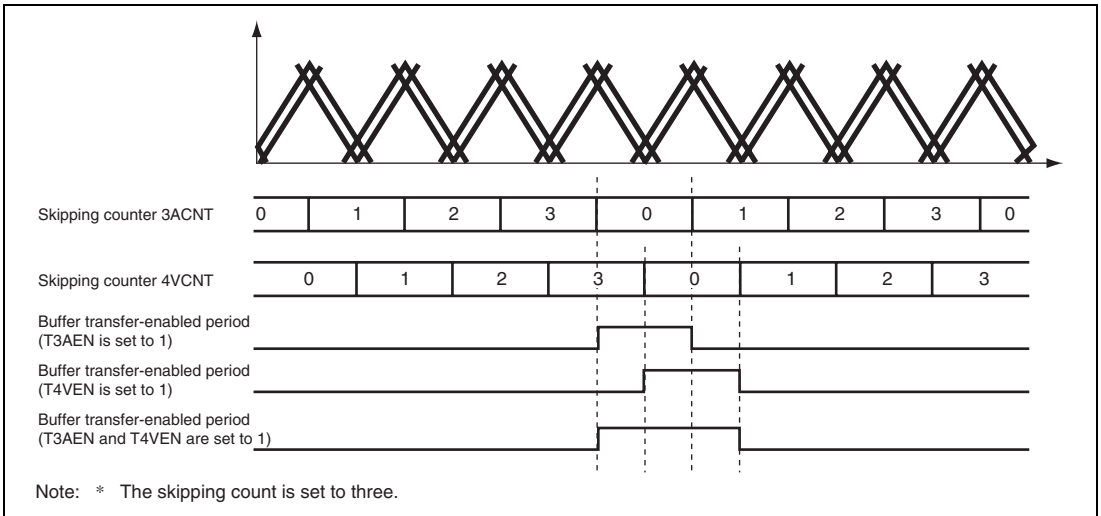 Skipping counter 3ACNT 0 1 2 3 0 1 2 3 0
Skipping counter 4VCNT 0 1 2 3 0 1 2 3
Buffer transfer-enabled period
(T3AEN is set to 1)
Buffer transfer-enabled period
(T4VEN is set to 1)
Buffer transfer-enabled period
(T3AEN and T4VEN are set to 1)
Note: * The skipping count is set to three.